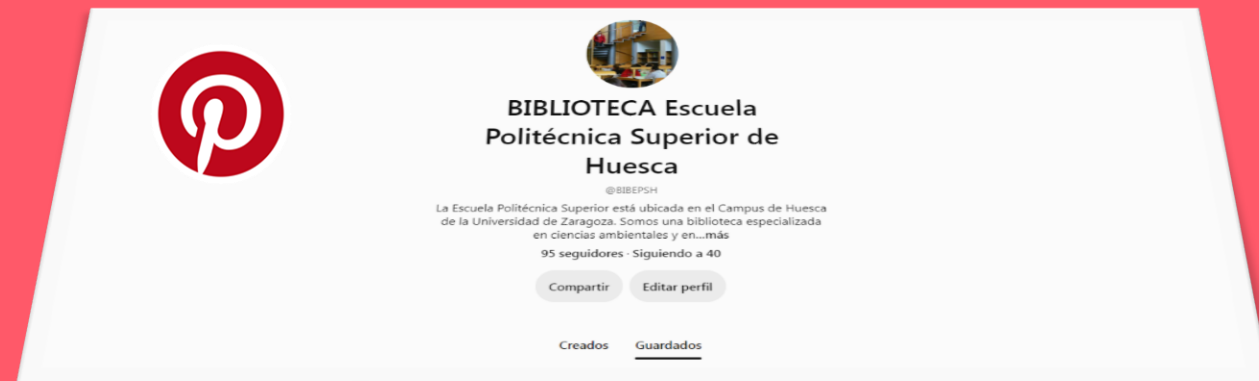 BIBLIOTECA Escuela
Politécnica Superior de
Huesca
@BIBEPSH
La Escuela Politécnica Superior está ubicada en el Campus de Huesca
de la Universidad de Zaragoza. Somos una biblioteca especializada
en ciencias ambientales y en...más
95 seguidores · Siguiendo a 40
Compartir Editar perfil
Creados Guardados